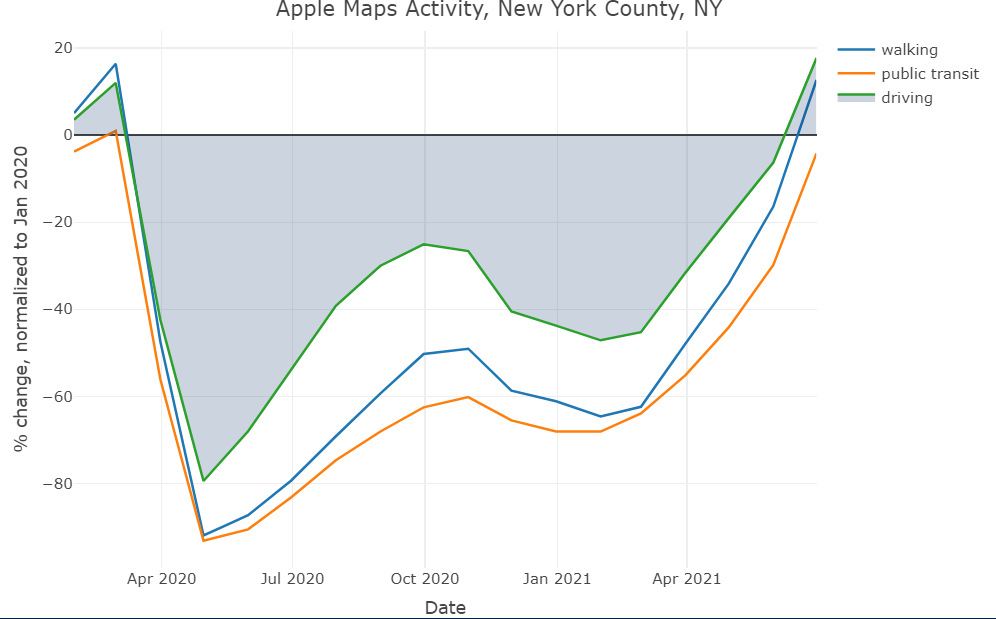 Apple Maps Activity, New York County, NY
walking
public transit
driving
20
0
−20
−40
−60
−80
% change, normalized to Jan 2020
Apr 2020
Jul 2020
Oct 2020
Jan 2021
Apr 2021
Date